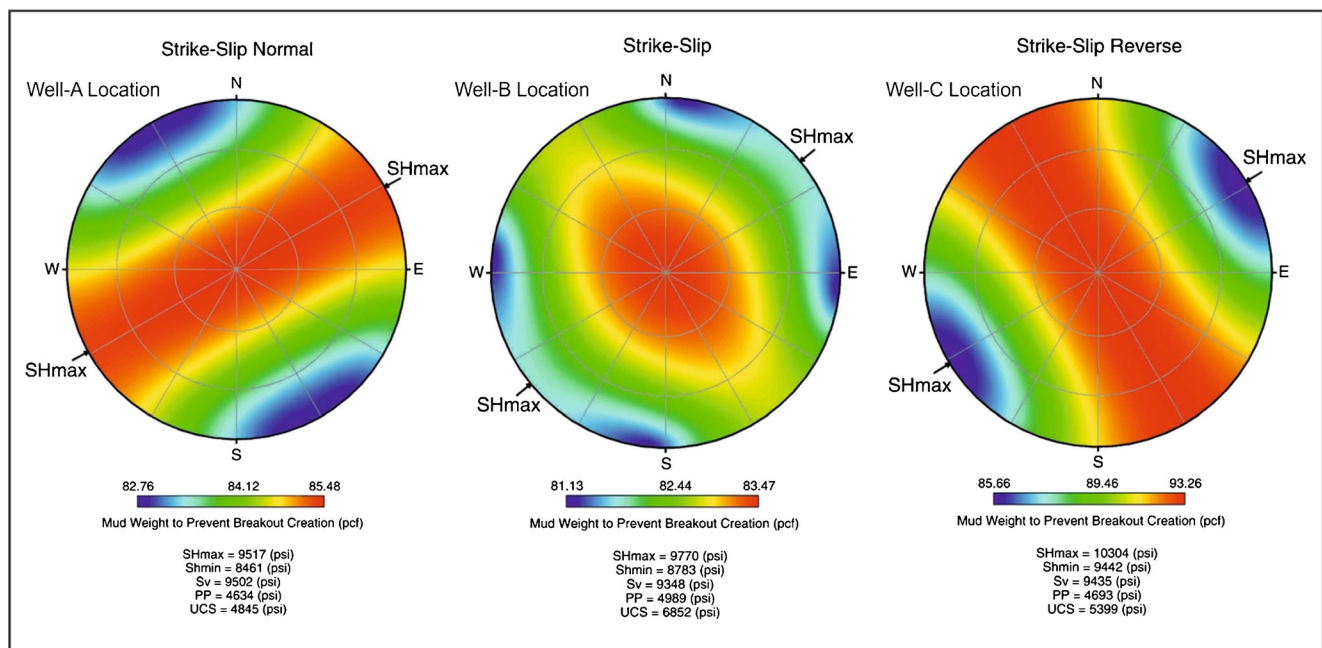 Strike-Slip Normal
Well-A Location
N
SHmax
W
E
SHmax
S
82.76 84.12 85.48
Mud Weight to Prevent Breakout Creation (pcf)
SHmax = 9517 (psi)
Shmin = 8461 (psi)
Sv = 9502 (psi)
PP = 4634 (psi)
UCS = 4845 (psi)
Strike-Slip
Well-B Location
N
SHmax
W
E
SHmax
S
81.13 82.44 83.47
Mud Weight to Prevent Breakout Creation (pcf)
SHmax = 9770 (psi)
Shmin = 8783 (psi)
Sv = 9348 (psi)
PP = 4989 (psi)
UCS = 6852 (psi)
Strike-Slip Reverse
Well-C Location
N
SHmax
W
E
SHmax
S
85.66 89.46 93.26
Mud Weight to Prevent Breakout Creation (pcf)
SHmax = 10304 (psi)
Shmin = 9442 (psi)
Sv = 9435 (psi)
PP = 4693 (psi)
UCS = 5399 (psi)